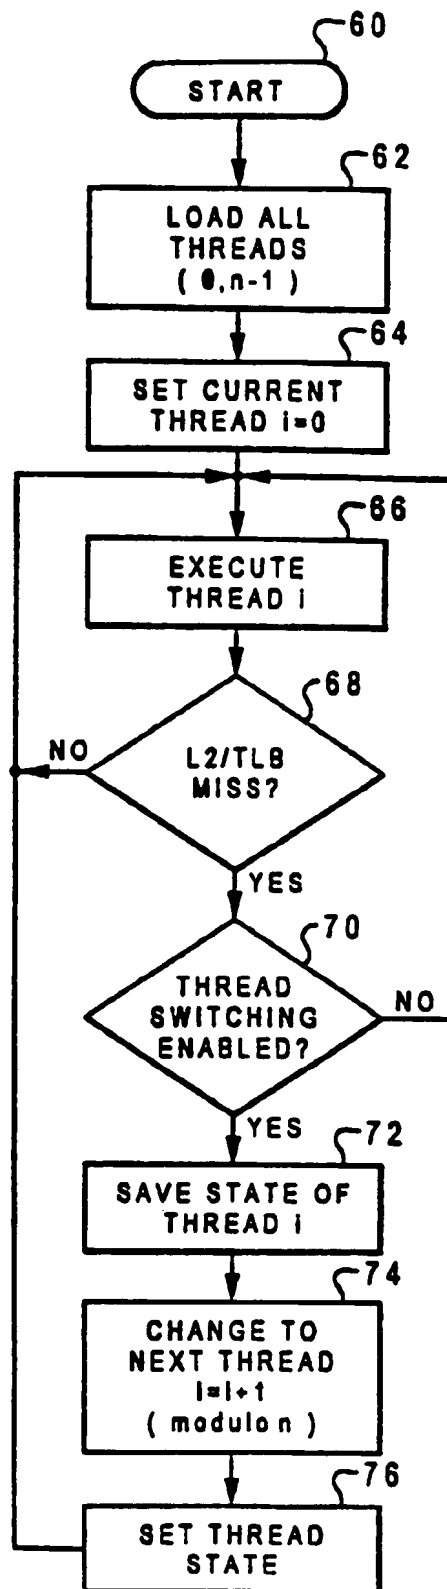 60
START
62
LOAD ALL
THREADS
( 0,n-1 )
64
SET CURRENT
THREAD i=0
66
EXECUTE
THREAD i
68
L2/TLB
MISS?
NO
YES
70
THREAD
SWITCHING
ENABLED?
NO
YES
72
SAVE STATE OF
THREAD i
74
CHANGE TO
NEXT THREAD
i=i+1
( modulo n )
76
SET THREAD
STATE